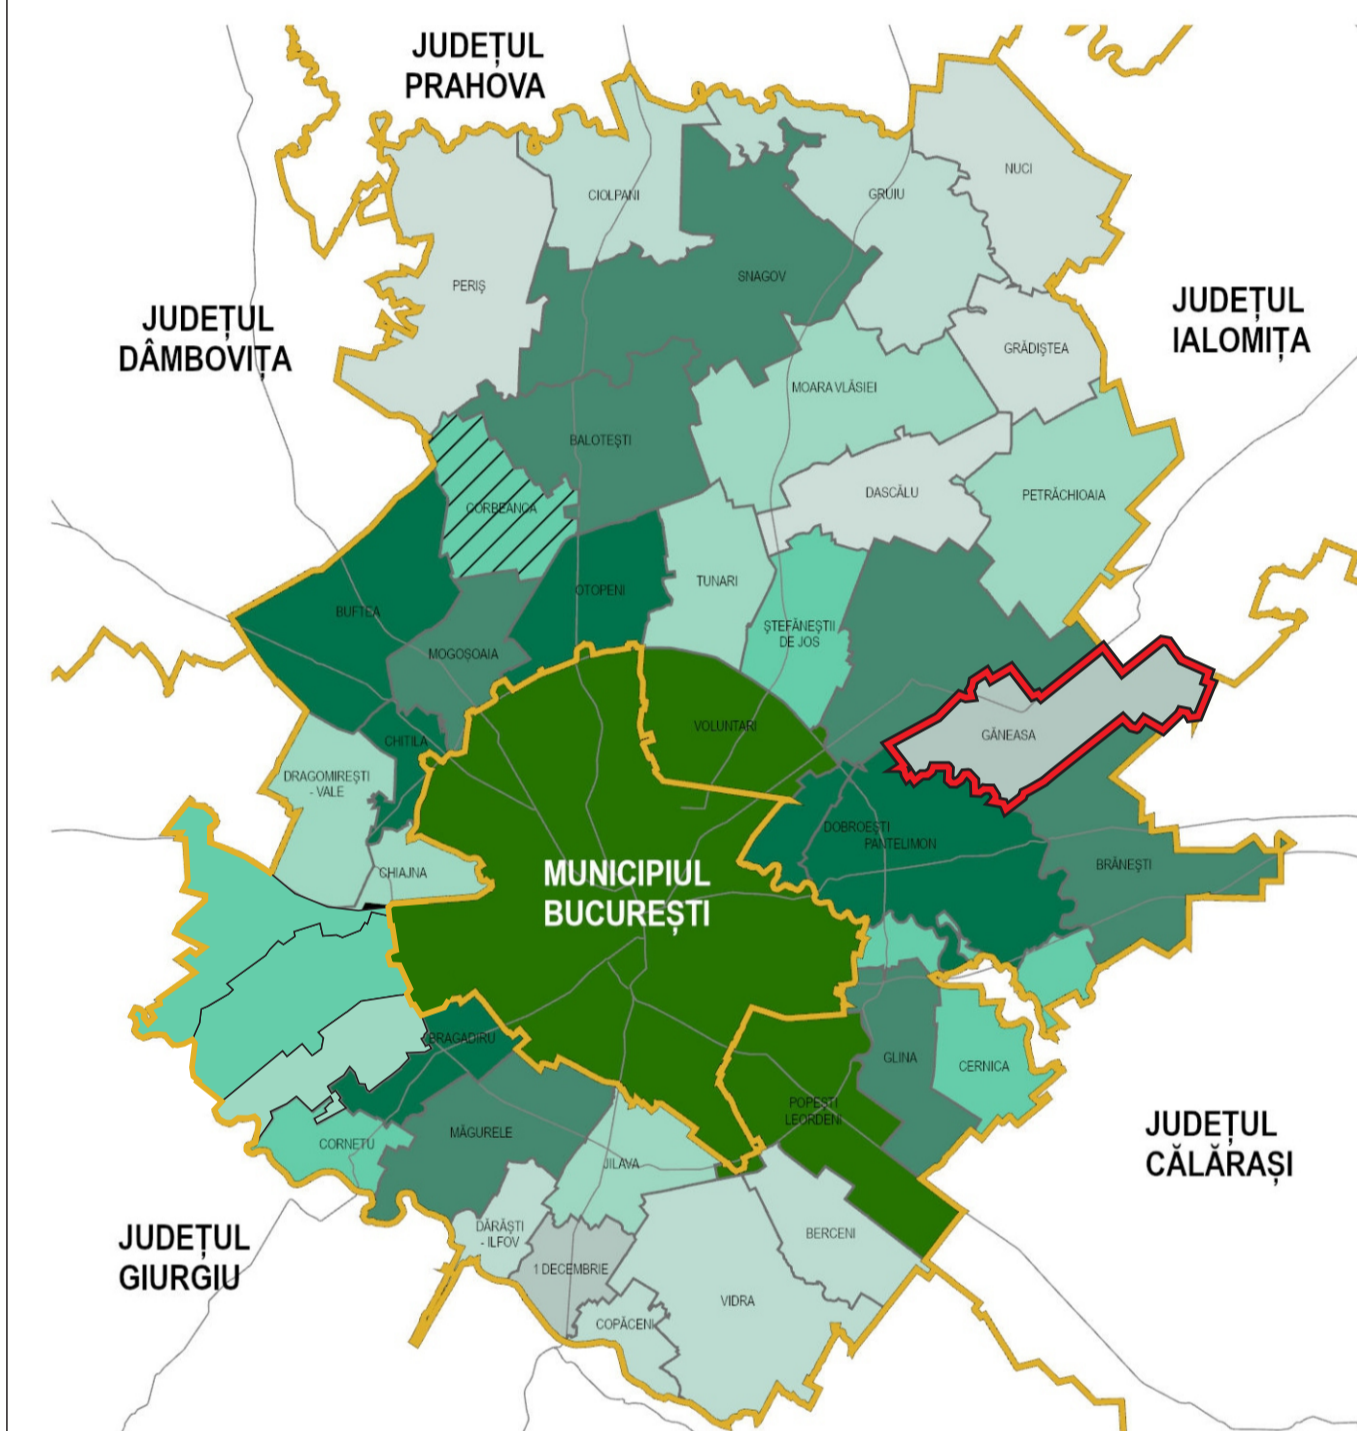 JUDEȚUL
PRAHOVA
CIOLPANI
GRUIU
NUCI
PERIȘ
SNAGOV
JUDEȚUL
DÂMBOVIȚA
JUDEȚUL
IALOMIȚA
GRĂDIȘTEA
MOARA VLĂSIEI
BALOTEȘTI
DASCĂLU
PETRĂCHIOAIA
CORBEANCA
TUNARI
OTOPENI
BUFTEA
ȘTEFĂNEȘTII
DE JOS
MOGOȘOAIA
VOLUNTARI
GĂNEASA
CHITILA
DRAGOMIREȘTI
- VALE
DOBROEȘTI
PANTELIMON
BRĂNEȘTI
CHIAJNA
MUNICIPIUL
BUCUREȘTI
BRAGADIRU
GLINA
CERNICA
POPEȘTI
LEORDENI
MĂGURELE
CORNETU
JILAVA
JUDEȚUL
CĂLĂRAȘI
JUDEȚUL
GIURGIU
DĂRĂȘTI
- ILFOV
BERCENI
1 DECEMBRIE
VIDRA
COPĂCENI